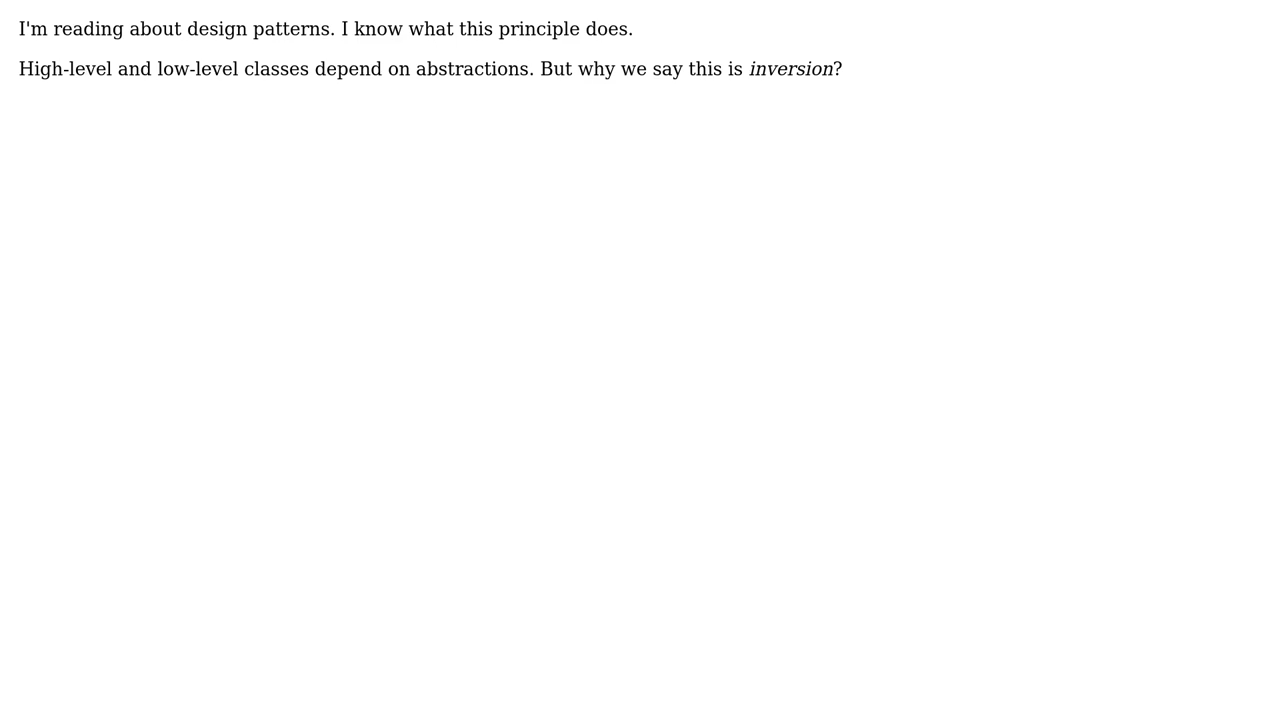 I'm reading about design patterns. I know what this principle does.
High-level and low-level classes depend on abstractions. But why we say this is inversion?